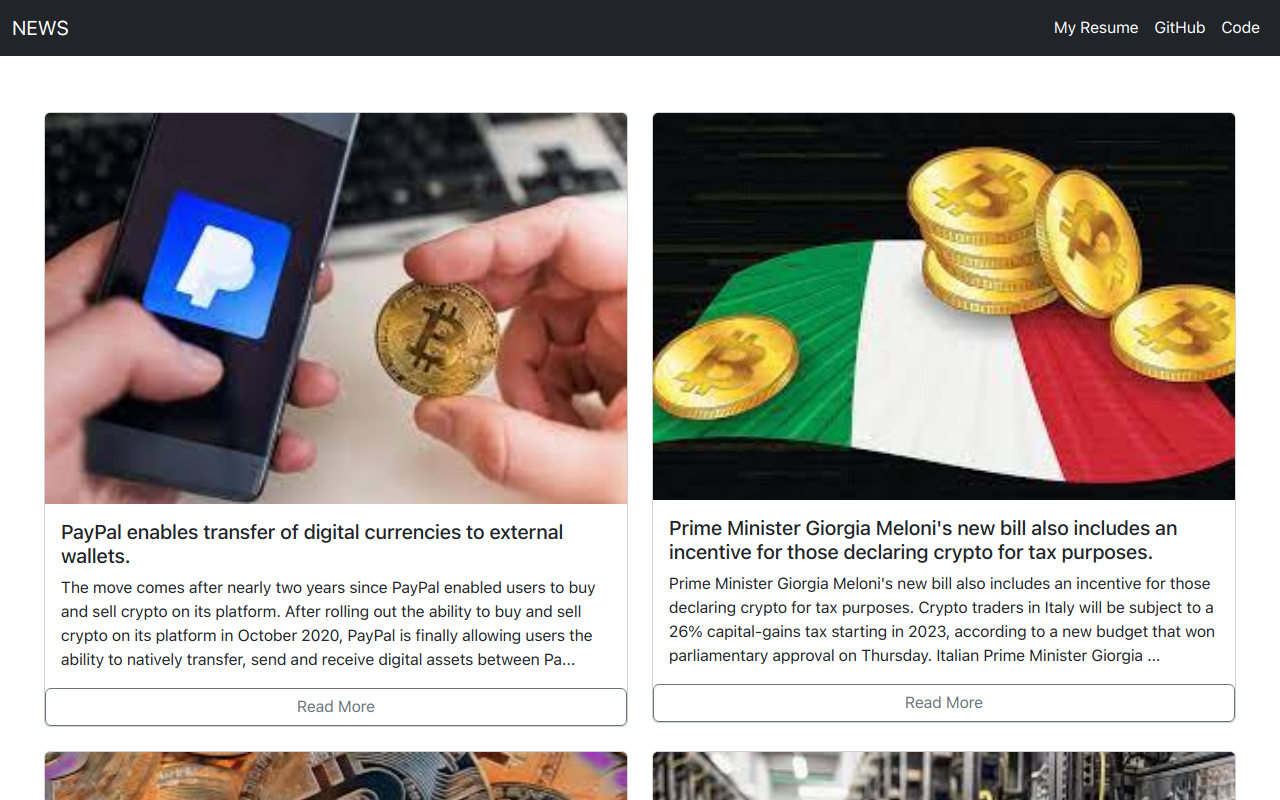 NEWS
My Resume
GitHub
Code
PayPal enables transfer of digital currencies to external
wallets.
The move comes after nearly two years since PayPal enabled users to buy
and sell crypto on its platform. After rolling out the ability to buy and sell
crypto on its platform in October 2020, PayPal is finally allowing users the
ability to natively transfer, send and receive digital assets between Pa...
Read More
Prime Minister Giorgia Meloni's new bill also includes an
incentive for those declaring crypto for tax purposes.
Prime Minister Giorgia Meloni's new bill also includes an incentive for those
declaring crypto for tax purposes. Crypto traders in Italy will be subject to a
26% capital-gains tax starting in 2023, according to a new budget that won
parliamentary approval on Thursday. Italian Prime Minister Giorgia ...
Read More